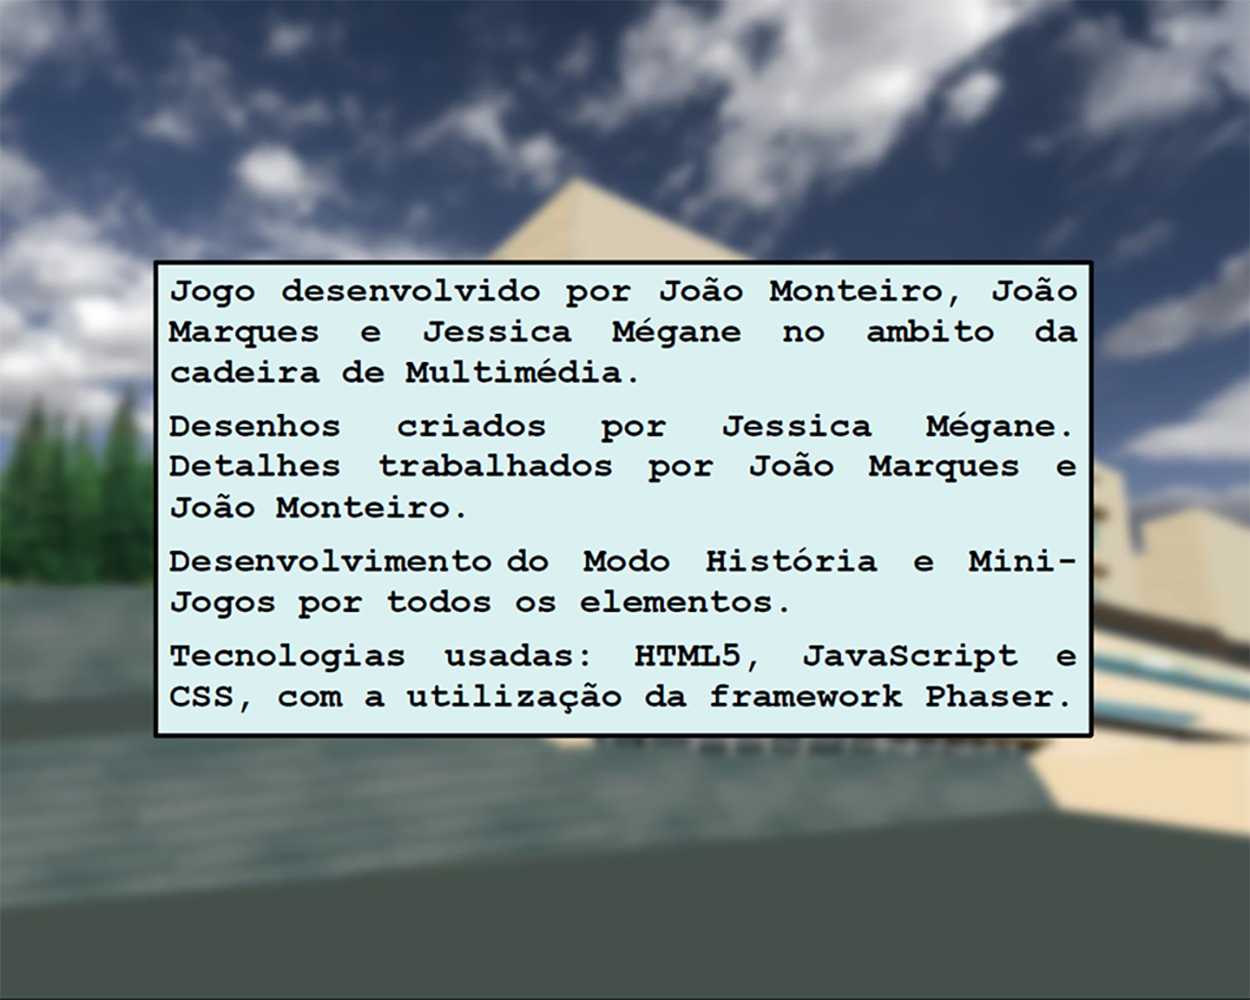 Jogo desenvolvido por João Monteiro, João
Marques e Jessica Mégane no ambito da
cadeira de Multimédia.
Desenhos criados por Jessica Mégane.
Detalhes trabalhados por João Marques e
João Monteiro.
Desenvolvimento do Modo História e Mini-
Jogos por todos os elementos.
Tecnologias usadas: HTML5, JavaScript e
CSS, com a utilização da framework Phaser.